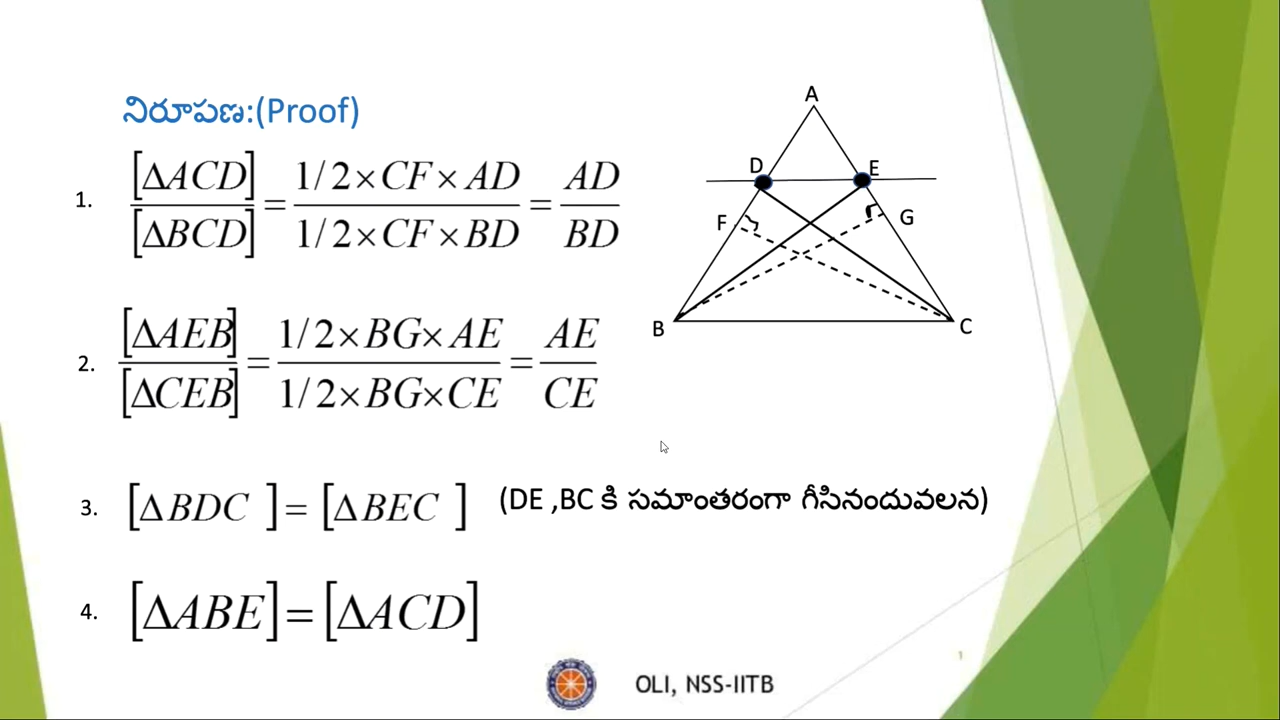 నిరూపణ:(Proof)
1. [ΔACD] / [ΔBCD] = 1/2×CF×AD / 1/2×CF×BD = AD / BD
2. [ΔAEB] / [ΔCEB] = 1/2×BG×AE / 1/2×BG×CE = AE / CE
3. [ΔBDC ] = [ΔBEC ] (DE ,BC కి సమాంతరంగా గీసినందువలన)
4. [ΔABE] = [ΔACD]
A
D
E
F
G
B
C
OLI, NSS-IITB